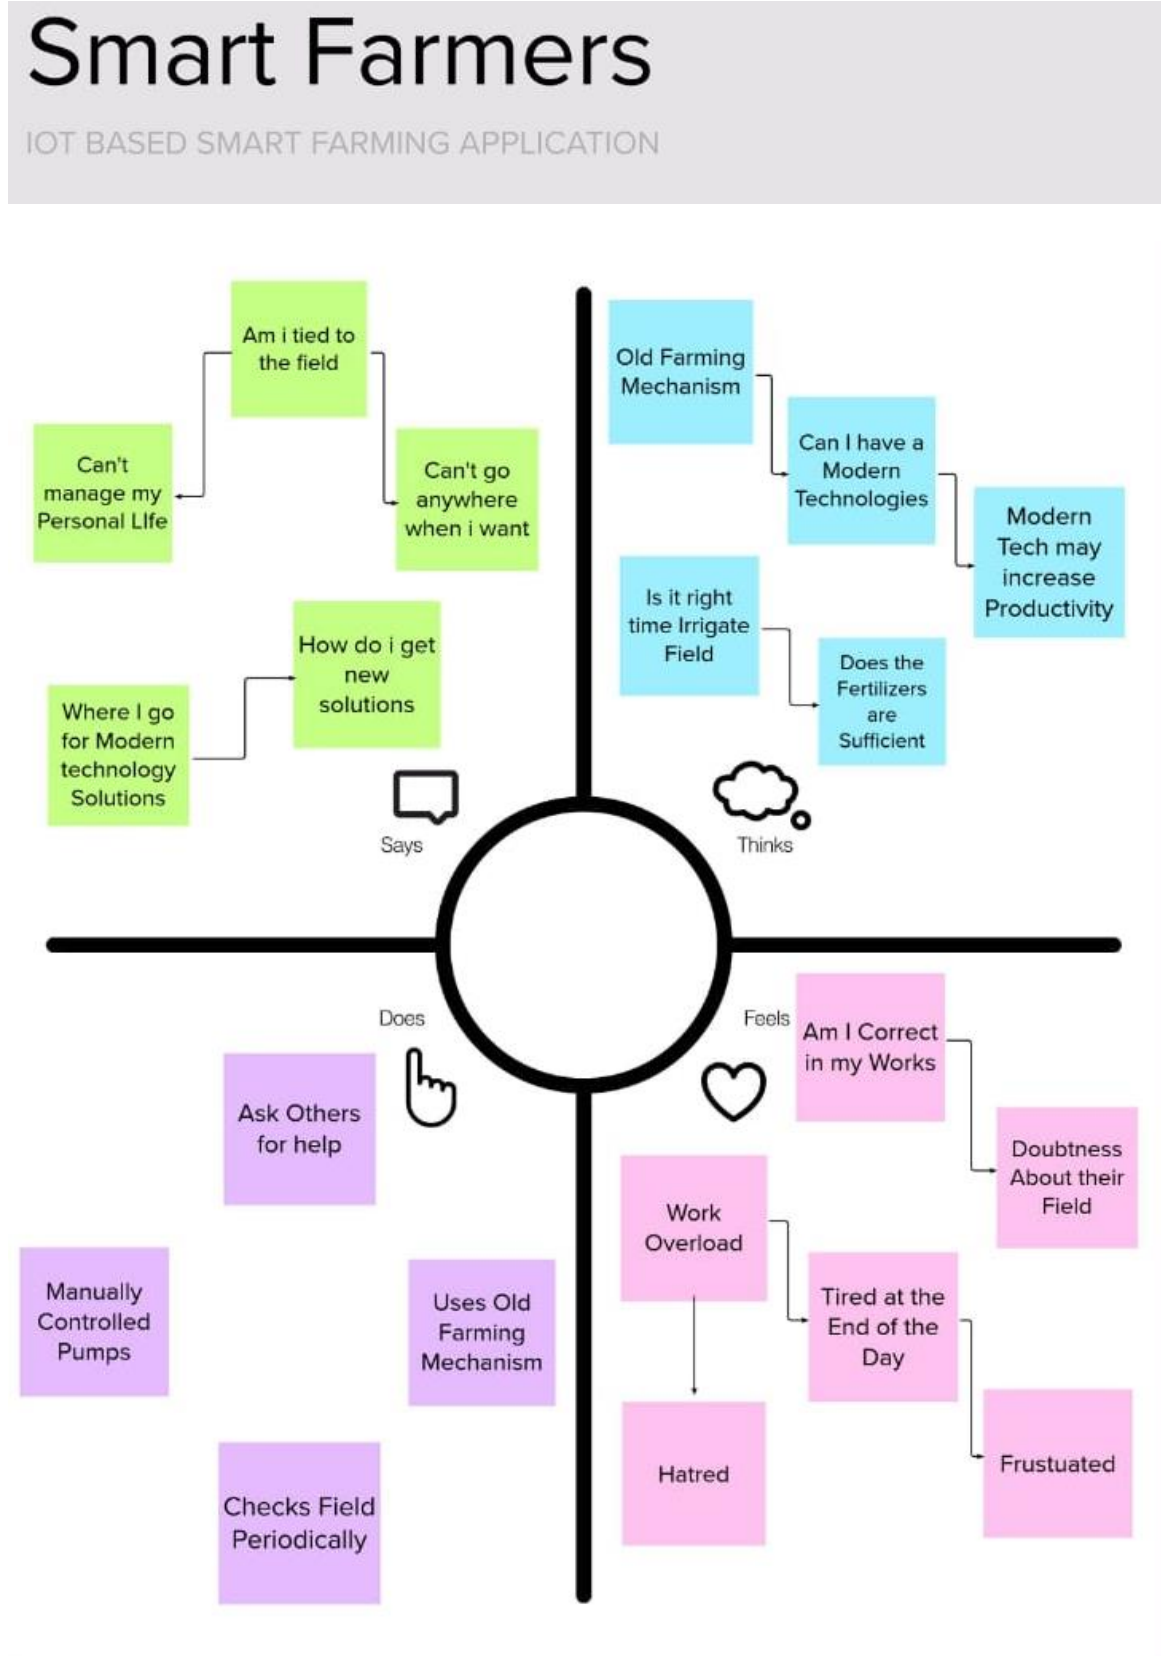 Smart Farmers
IOT BASED SMART FARMING APPLICATION
Am i tied to
the field
Can't
manage my
Personal LIfe
Can't go
anywhere
when i want
How do i get
new
solutions
Where I go
for Modern
technology
Solutions
Says
Old Farming
Mechanism
Can I have a
Modern
Technologies
Modern
Tech may
increase
Productivity
Is it right
time Irrigate
Field
Does the
Fertilizers
are
Sufficient
Thinks
Does
Ask Others
for help
Manually
Controlled
Pumps
Uses Old
Farming
Mechanism
Checks Field
Periodically
Feels
Am I Correct
in my Works
Doubtness
About their
Field
Work
Overload
Tired at the
End of the
Day
Hatred
Frustuated